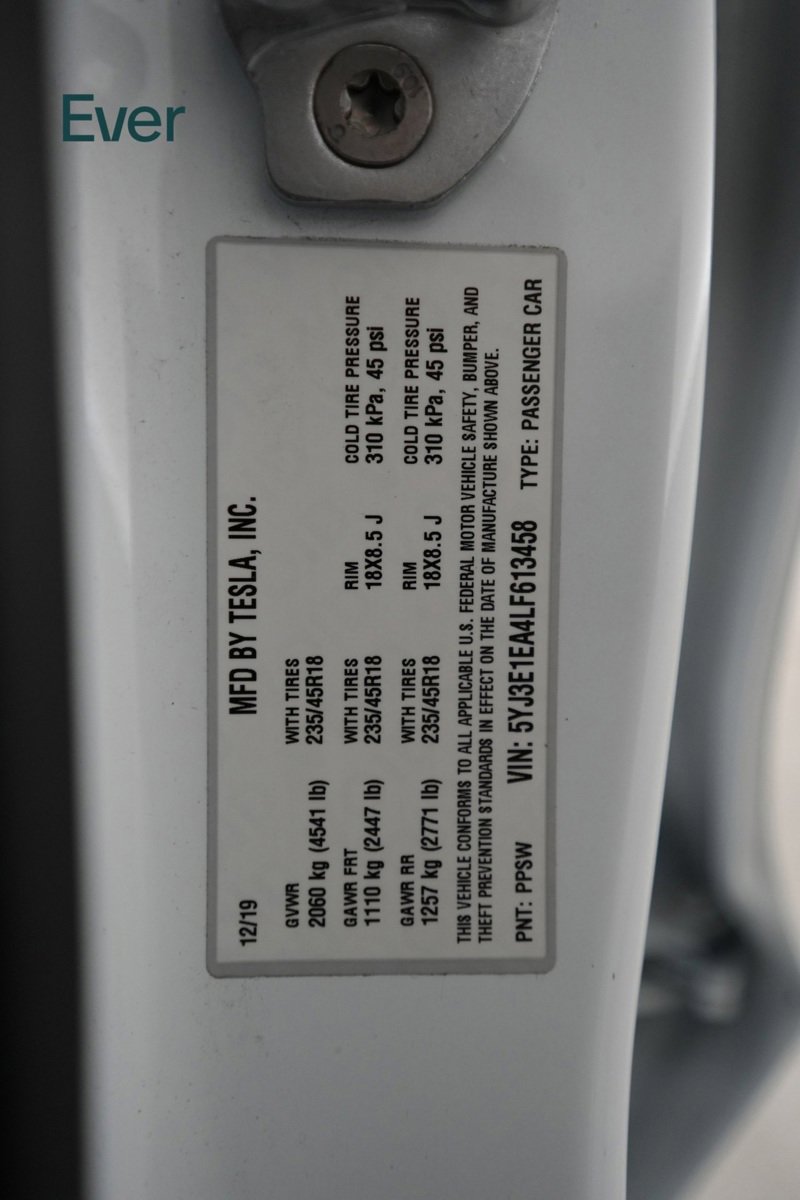 Ever
12/19 MFD BY TESLA, INC.
GVWR WITH TIRES
2060 kg (4541 lb) 235/45R18
GAWR FRT WITH TIRES RIM COLD TIRE PRESSURE
1110 kg (2447 lb) 235/45R18 18X8.5 J 310 kPa, 45 psi
GAWR RR WITH TIRES RIM COLD TIRE PRESSURE
1257 kg (2771 lb) 235/45R18 18X8.5 J 310 kPa, 45 psi
THIS VEHICLE CONFORMS TO ALL APPLICABLE U.S. FEDERAL MOTOR VEHICLE SAFETY, BUMPER, AND
THEFT PREVENTION STANDARDS IN EFFECT ON THE DATE OF MANUFACTURE SHOWN ABOVE.
PNT: PPSW VIN: 5YJ3E1EA4LF613458 TYPE: PASSENGER CAR